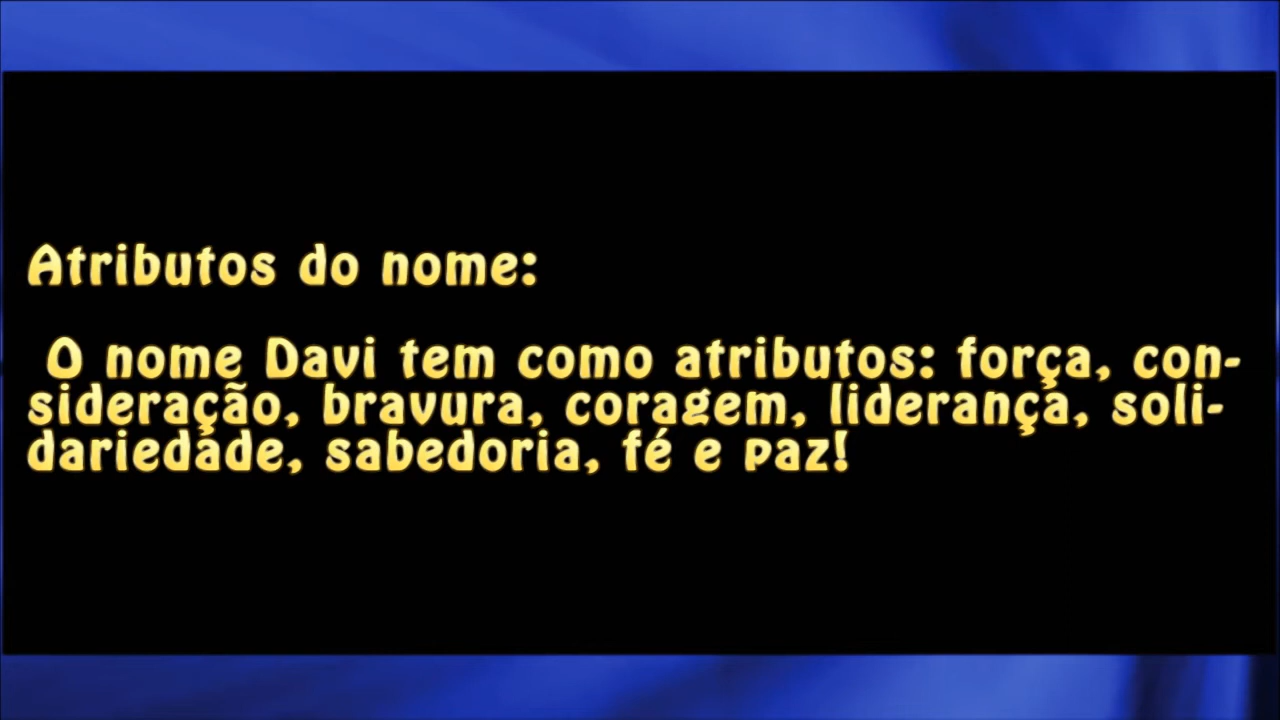 Atributos do nome:
O nome Davi tem como atributos: força, con-
sideração, bravura, coragem, liderança, soli-
dariedade, sabedoria, fé e paz!